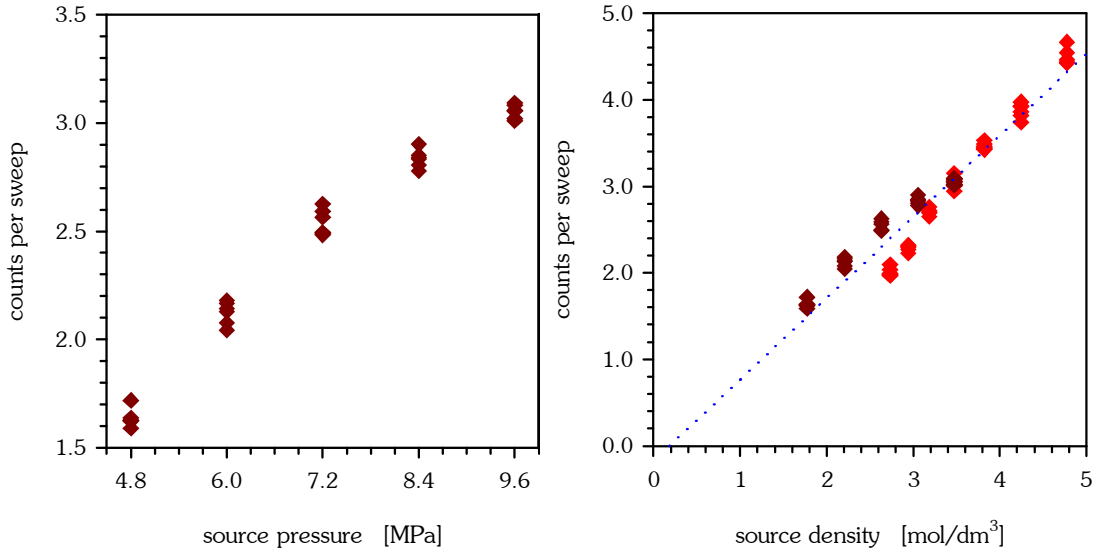 3.5
3.0
2.5
2.0
1.5
counts per sweep
4.8 6.0 7.2 8.4 9.6
source pressure [MPa]
5.0
4.0
3.0
2.0
1.0
0.0
counts per sweep
0 1 2 3 4 5
source density [mol/dm³]